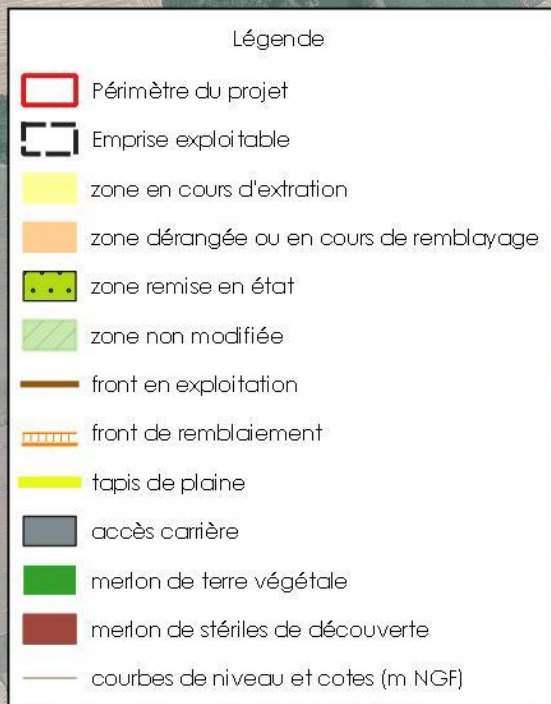 Légende
Périmètre du projet
Emprise exploitable
zone en cours d'extration
zone dérangée ou en cours de remblayage
zone remise en état
zone non modifiée
front en exploitation
front de remblaiement
tapis de plaine
accès carrière
merlon de terre végétale
merlon de stériles de découverte
courbes de niveau et cotes (m NGF)